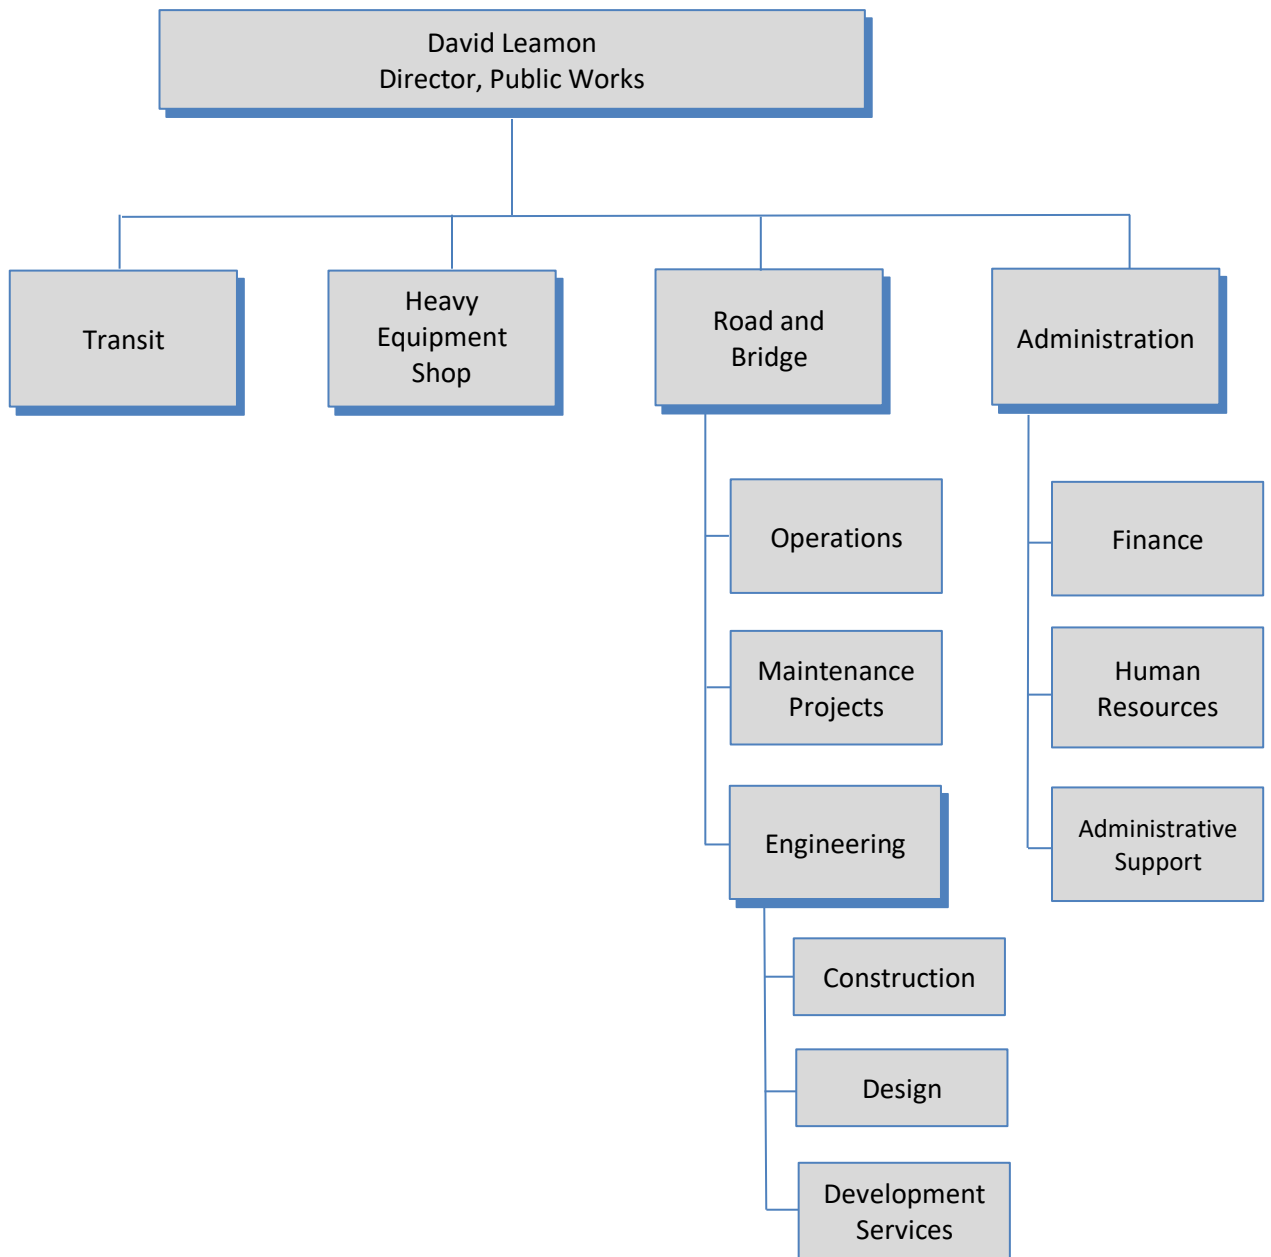 David Leamon
Director, Public Works
Transit
Heavy
Equipment
Shop
Road and
Bridge
Administration
Operations
Finance
Maintenance
Projects
Human
Resources
Engineering
Administrative
Support
Construction
Design
Development
Services